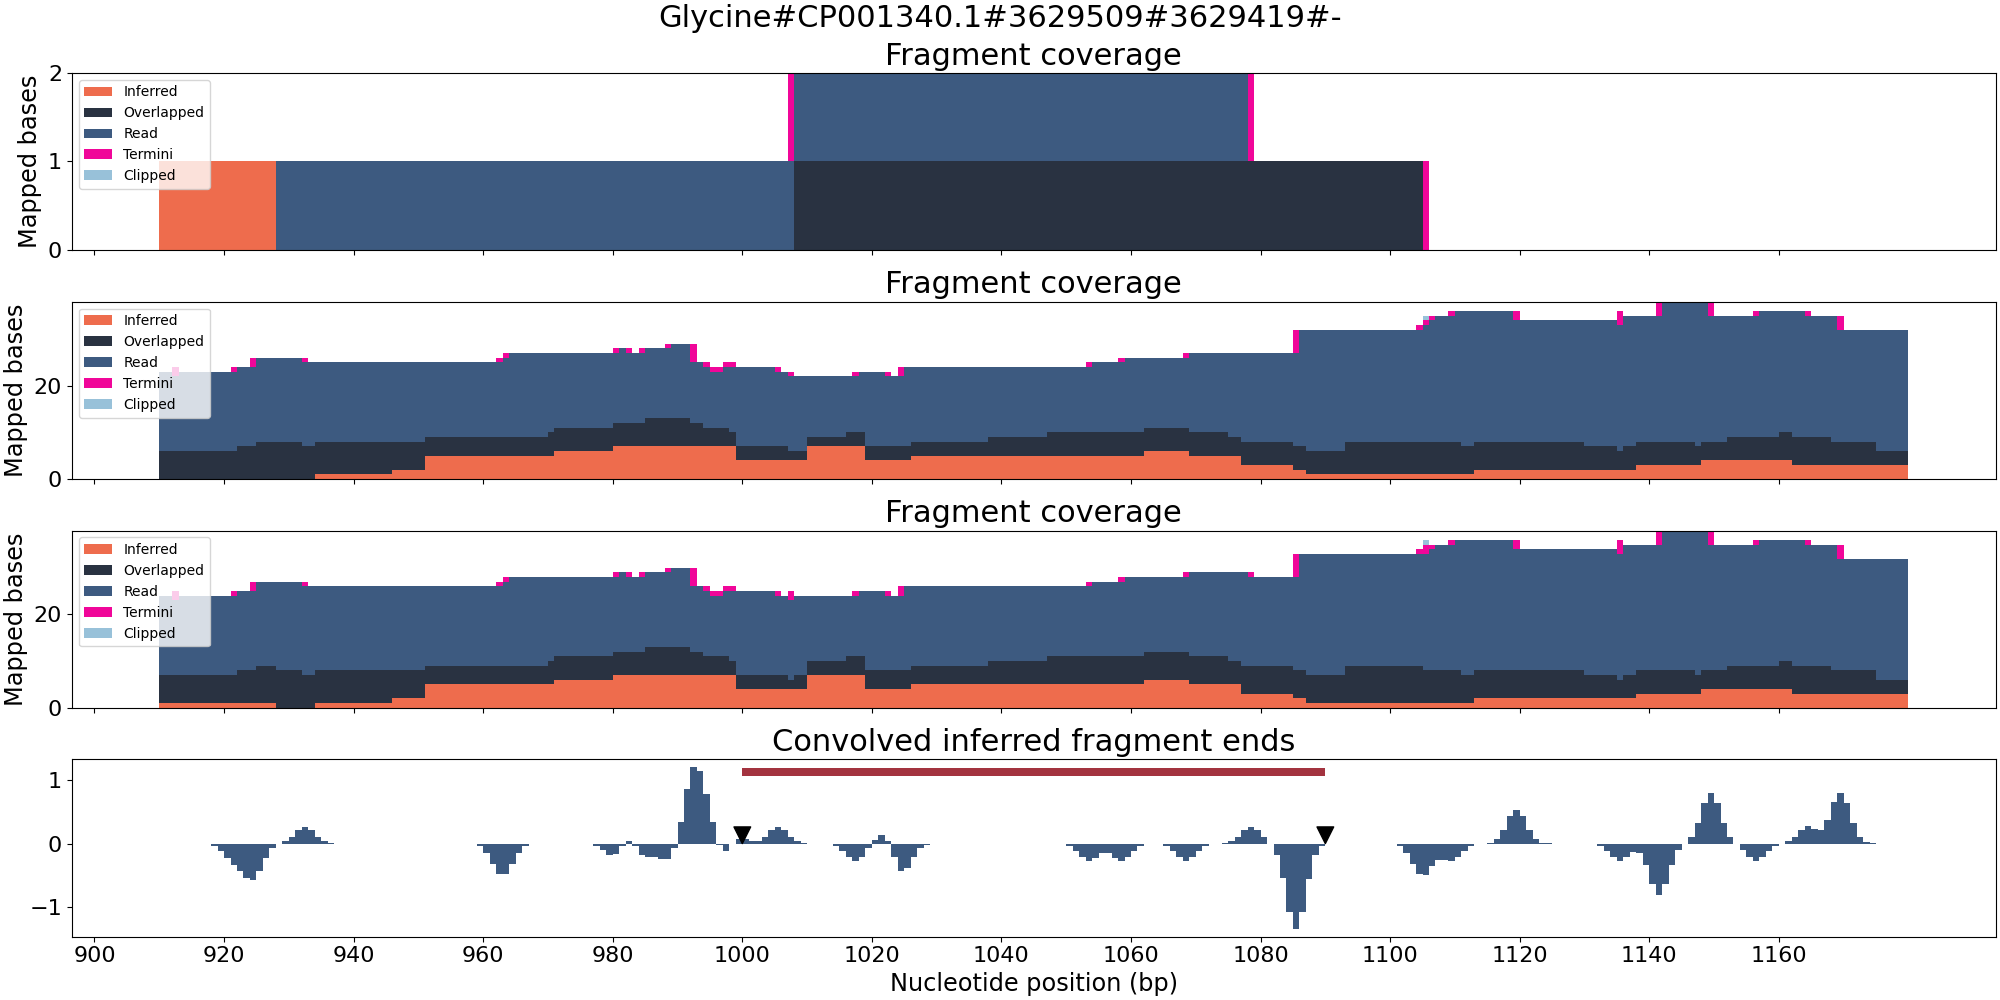 Glycine#CP001340.1#3629509#3629419#-
Fragment coverage
Mapped bases
2
1
0
Inferred
Overlapped
Read
Termini
Clipped
Fragment coverage
Mapped bases
20
0
Inferred
Overlapped
Read
Termini
Clipped
Fragment coverage
Mapped bases
20
0
Inferred
Overlapped
Read
Termini
Clipped
Convolved inferred fragment ends
1
0
−1
900 920 940 960 980 1000 1020 1040 1060 1080 1100 1120 1140 1160
Nucleotide position (bp)